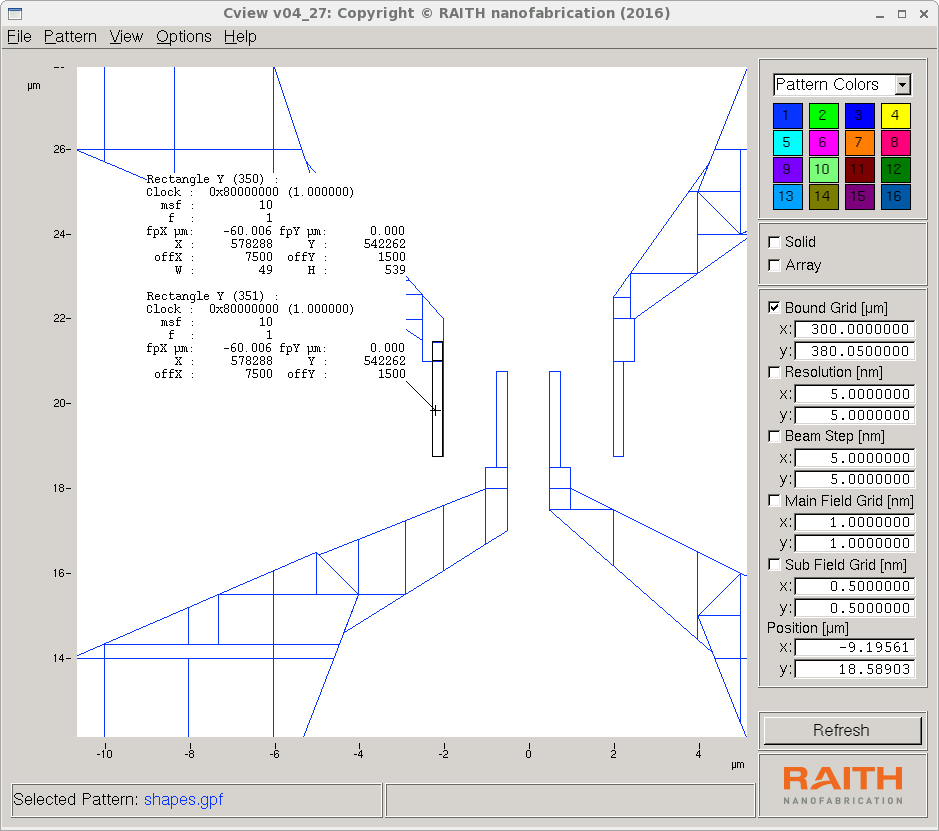 Cview v04_27: Copyright © RAITH nanofabrication (2016)
File Pattern View Options Help
µm
26
24
22
20
18
16
14
-10 -8 -6 -4 -2 0 2 4
µm
Rectangle Y (350) :
Clock : 0x80000000 (1.000000)
msf : 10
f : 1
fpX µm: -60.006 fpY µm: 0.000
X : 578288 Y : 542262
offX : 7500 offY : 1500
W : 49 H : 539
Rectangle Y (351) :
Clock : 0x80000000 (1.000000)
msf : 10
f : 1
fpX µm: -60.006 fpY µm: 0.000
X : 578288 Y : 542262
offX : 7500 offY : 1500
Pattern Colors
1 2 3 4
5 6 7 8
9 10 11 12
13 14 15 16
Solid
Array
Bound Grid [µm]
x: 300.0000000
y: 380.0500000
Resolution [nm]
x: 5.0000000
y: 5.0000000
Beam Step [nm]
x: 5.0000000
y: 5.0000000
Main Field Grid [nm]
x: 1.0000000
y: 1.0000000
Sub Field Grid [nm]
x: 0.5000000
y: 0.5000000
Position [µm]
x: -9.19561
y: 18.58903
Refresh
RAITH
NANOFABRICATION
Selected Pattern: shapes.gpf